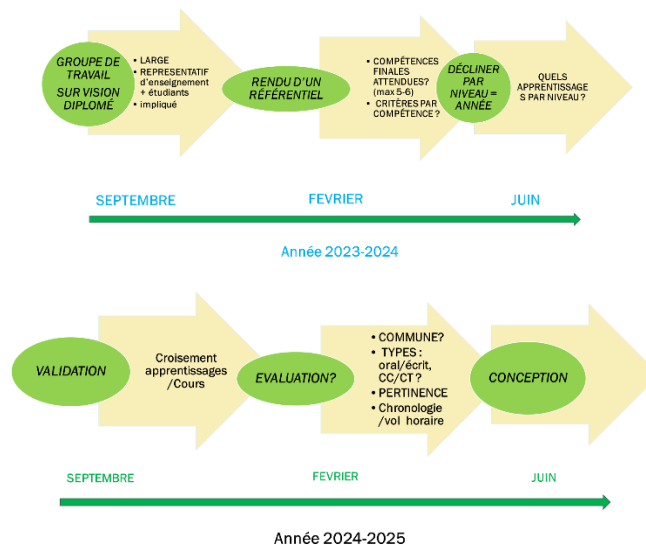 GROUPE DE
TRAVAIL
SUR VISION
DIPLOMÉ
• LARGE
• REPRESENTATIF
d'enseignement
+ étudiants
• impliqué
RENDU D'UN
RÉFÉRENTIEL
• COMPÉTENCES
FINALES
ATTENDUES?
(max 5-6)
• CRITÈRES PAR
COMPÉTENCE ?
DÉCLINER
PAR
NIVEAU =
ANNÉE
QUELS
APPRENTISSAGE
S PAR NIVEAU ?
SEPTEMBRE
FEVRIER
JUIN
Année 2023-2024
VALIDATION
Croisement
apprentissages
/Cours
EVALUATION?
• COMMUNE?
• TYPES :
oral/écrit,
CC/CT ?
• PERTINENCE
• Chronologie
/vol horaire
CONCEPTION
SEPTEMBRE
FEVRIER
JUIN
Année 2024-2025